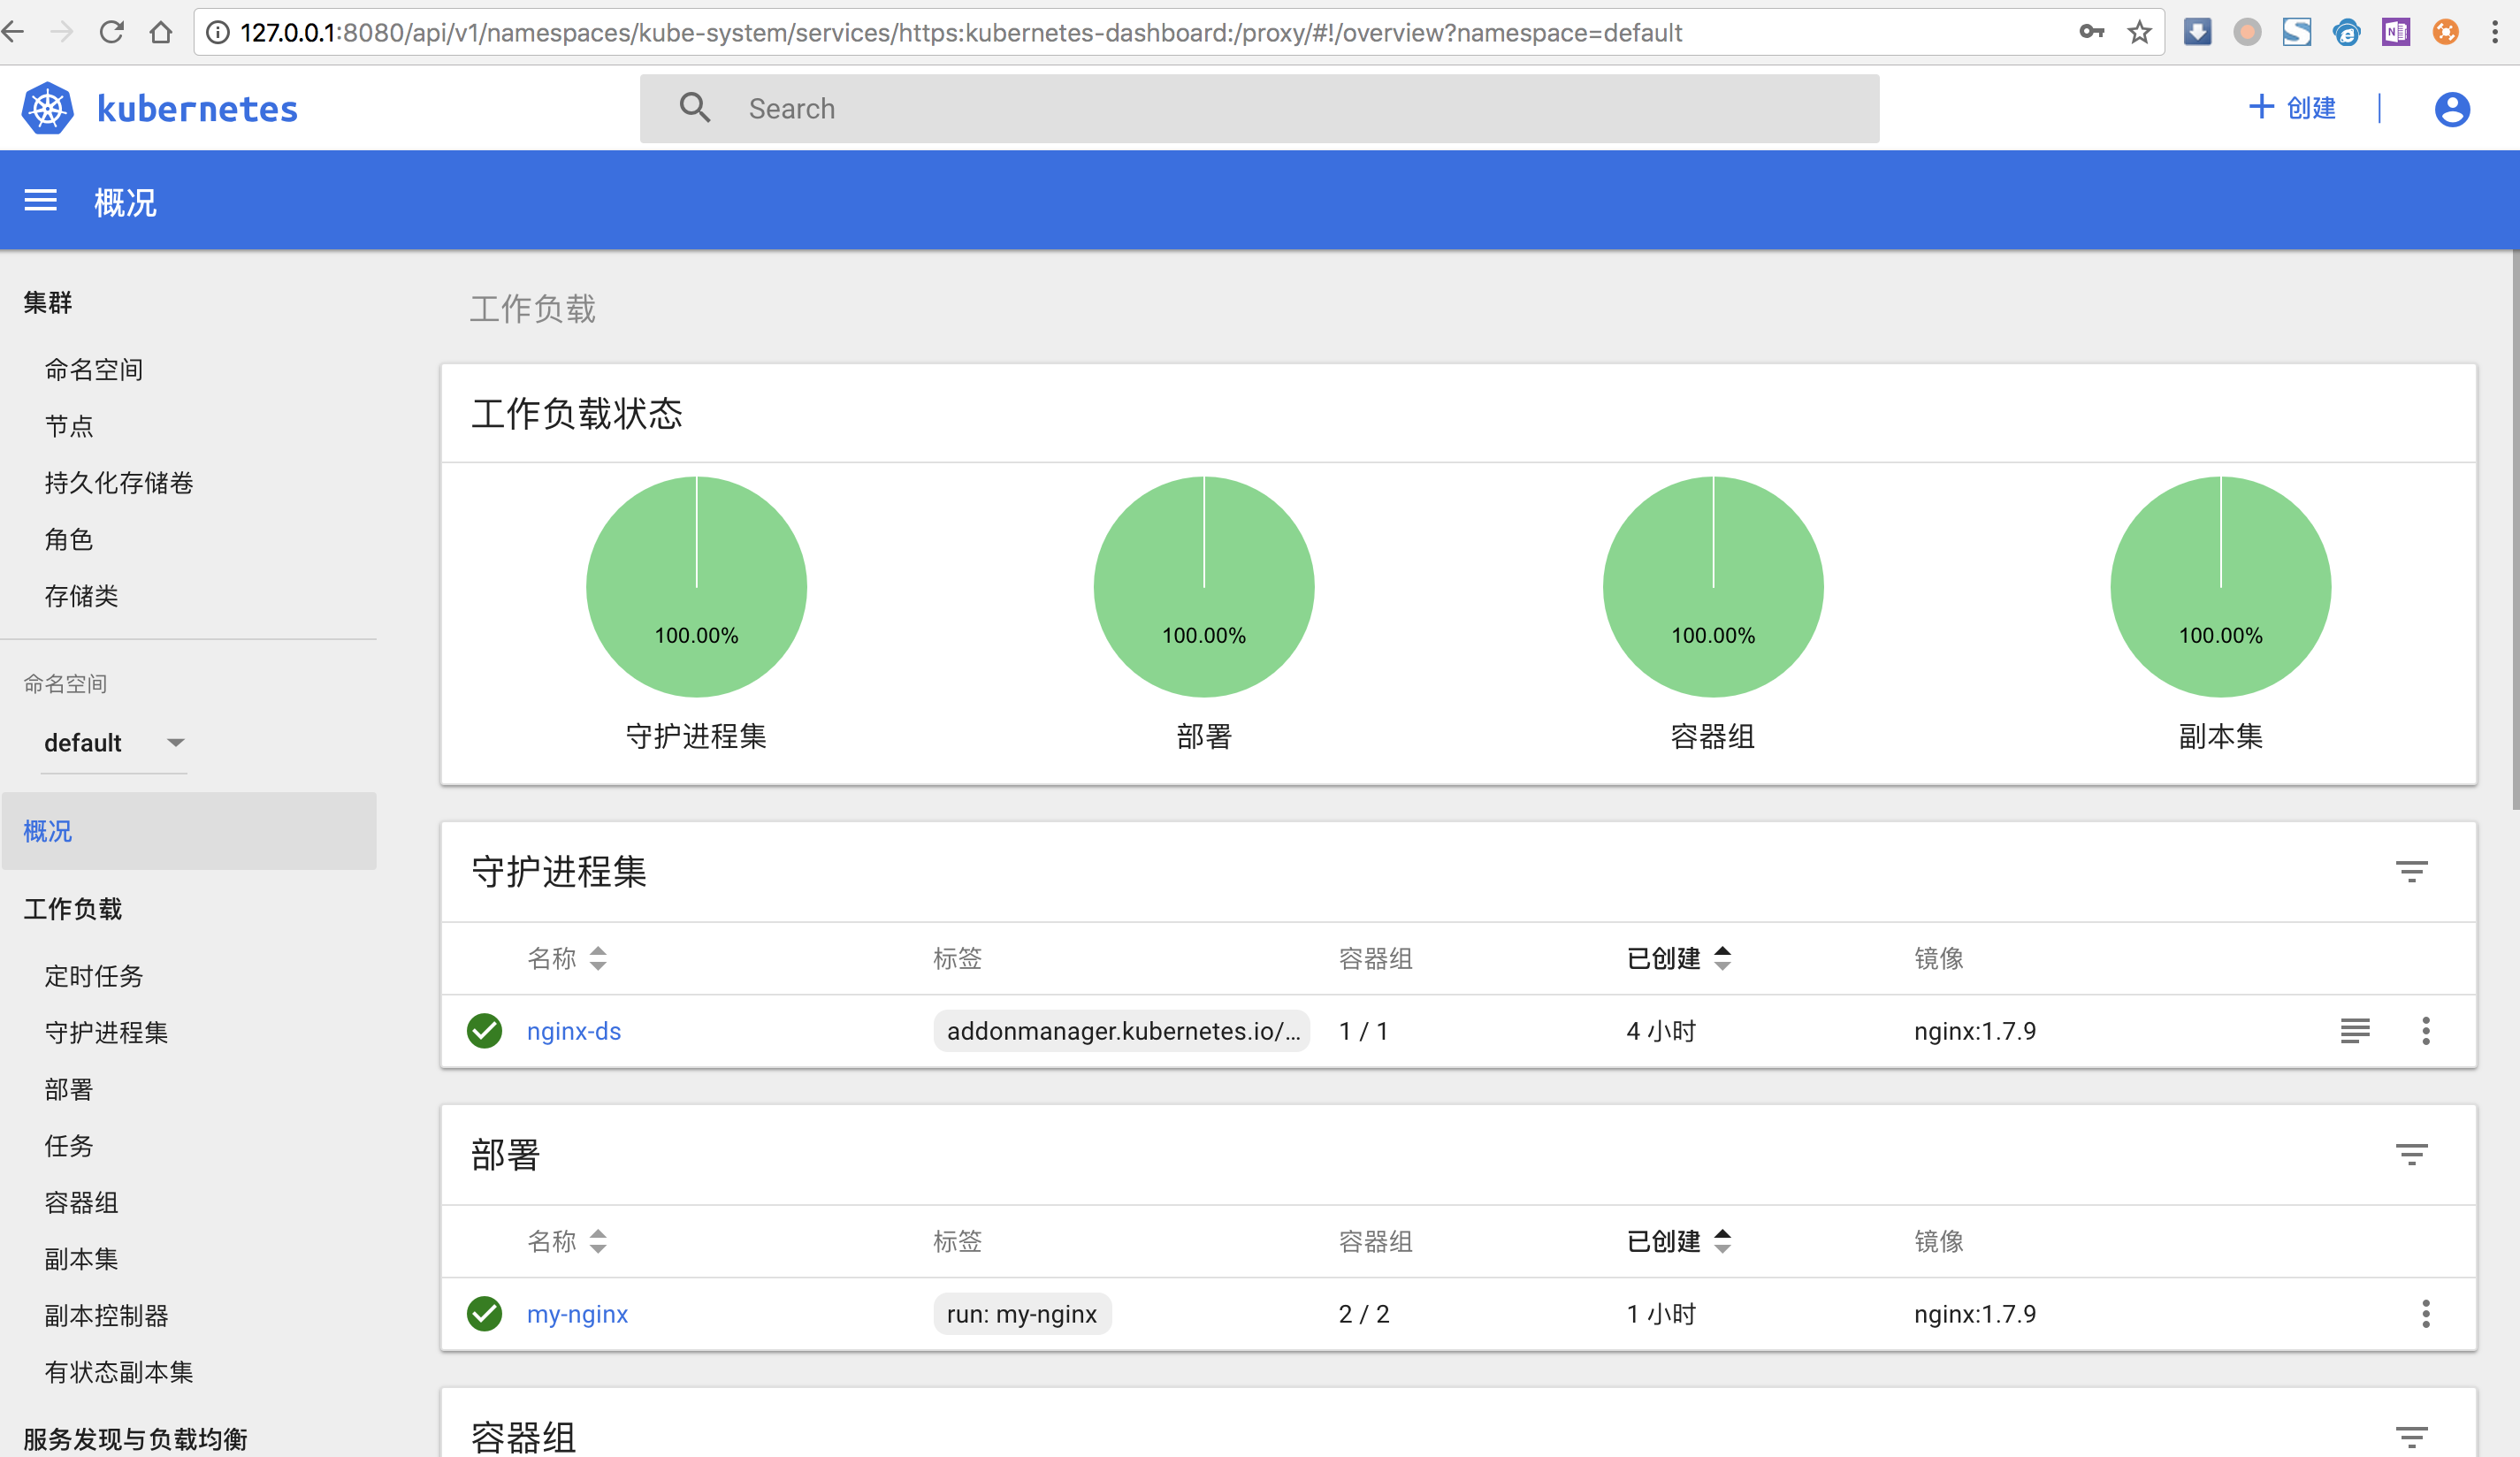 127.0.0.1:8080/api/v1/namespaces/kube-system/services/https:kubernetes-dashboard:/proxy/#!/overview?namespace=default
kubernetes
Search
创建
概况
集群
命名空间
节点
持久化存储卷
角色
存储类
命名空间
default
概况
工作负载
定时任务
守护进程集
部署
任务
容器组
副本集
副本控制器
有状态副本集
服务发现与负载均衡
工作负载
工作负载状态
100.00% 100.00% 100.00% 100.00%
守护进程集 部署 容器组 副本集
守护进程集
名称 标签 容器组 已创建 镜像
nginx-ds addonmanager.kubernetes.io/... 1 / 1 4 小时 nginx:1.7.9
部署
名称 标签 容器组 已创建 镜像
my-nginx run: my-nginx 2 / 2 1 小时 nginx:1.7.9
容器组